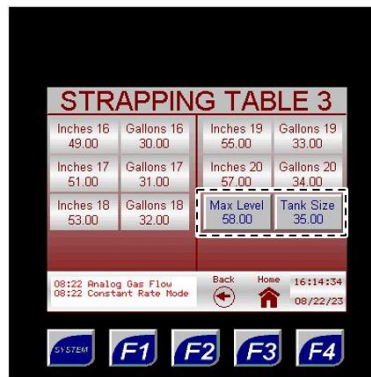 STRAPPING TABLE 3
Inches 16 Gallons 16 Inches 19 Gallons 19
49.00 30.00 55.00 33.00
Inches 17 Gallons 17 Inches 20 Gallons 20
51.00 31.00 57.00 34.00
Inches 18 Gallons 18 Max Level Tank Size
53.00 32.00 58.00 35.00
08:22 Analog Gas Flow
08:22 Constant Rate Mode
Back Home 16:14:34
08/22/23
SYSTEM F1 F2 F3 F4